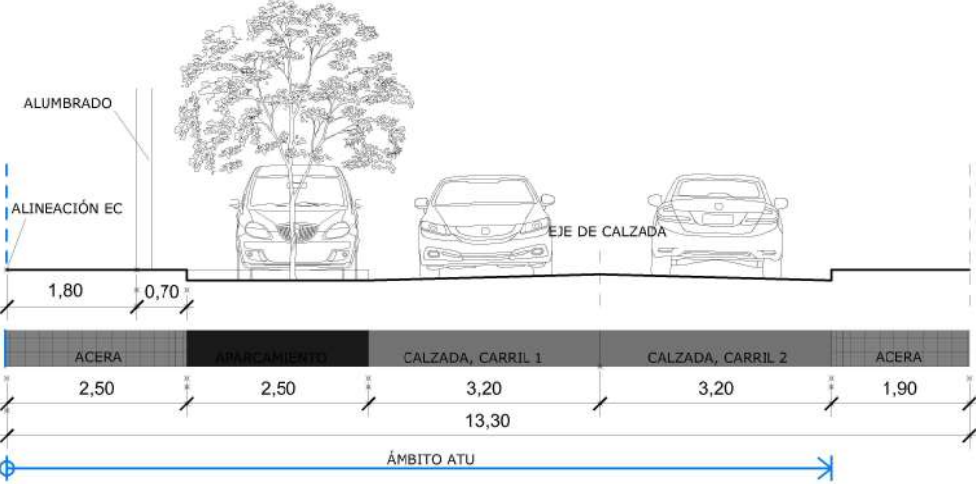 ALUMBRADO
ALINEACIÓN EC
EJE DE CALZADA
1,80 0,70
ACERA APARCAMIENTO CALZADA, CARRIL 1 CALZADA, CARRIL 2 ACERA
2,50 2,50 3,20 3,20 1,90
13,30
ÁMBITO ATU